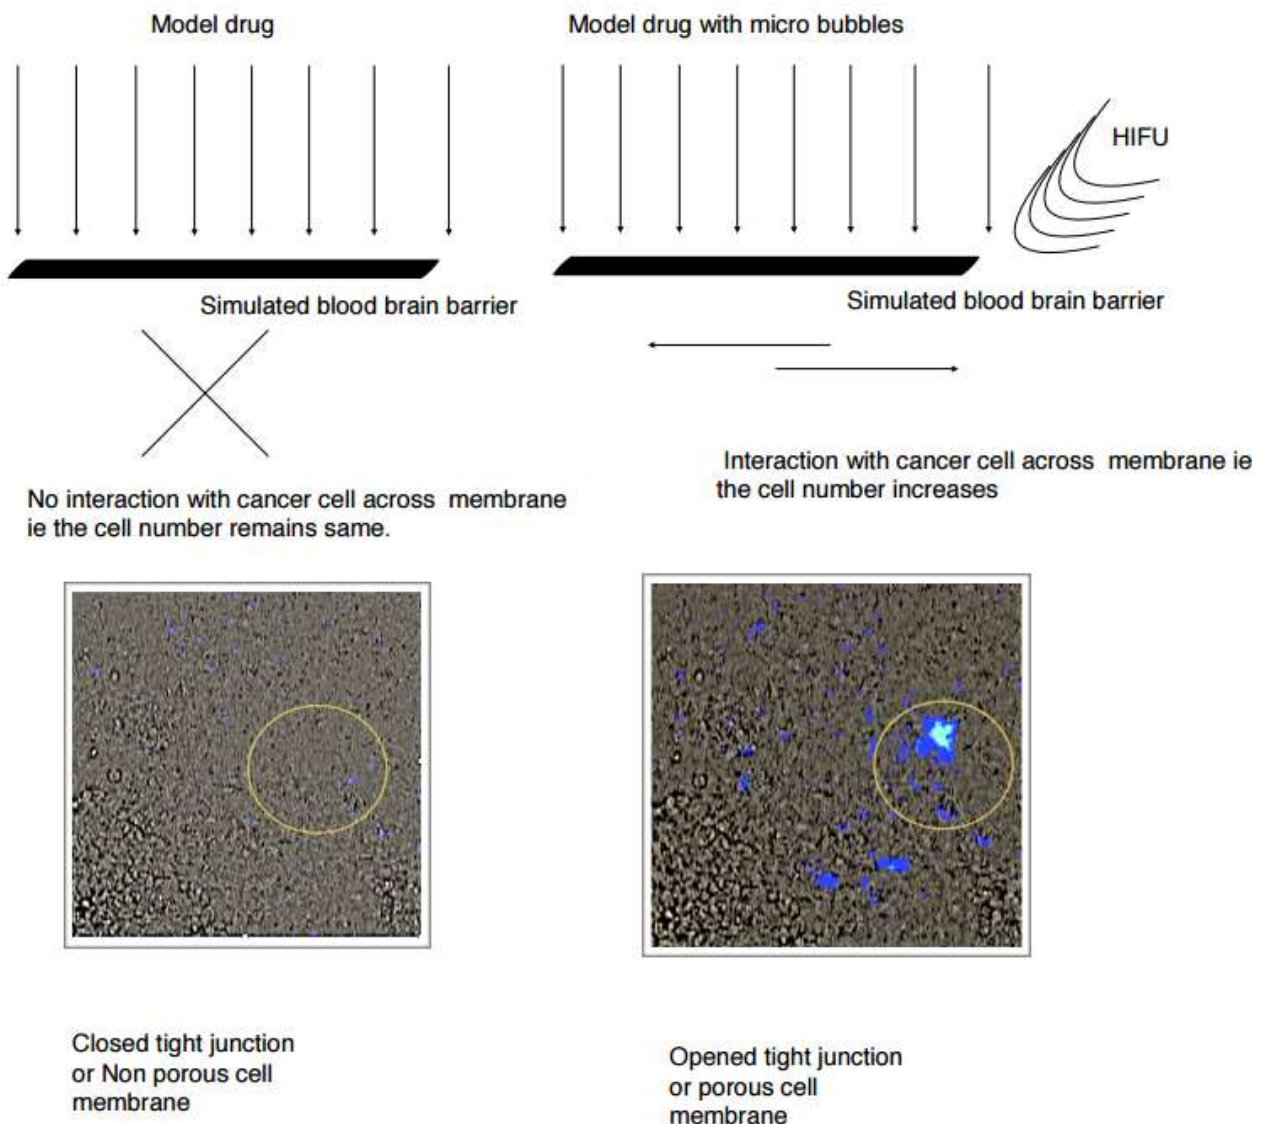 Model drug
Model drug with micro bubbles
HIFU
Simulated blood brain barrier
Simulated blood brain barrier
No interaction with cancer cell across membrane
ie the cell number remains same.
Interaction with cancer cell across membrane ie
the cell number increases
Closed tight junction
or Non porous cell
membrane
Opened tight junction
or porous cell
membrane